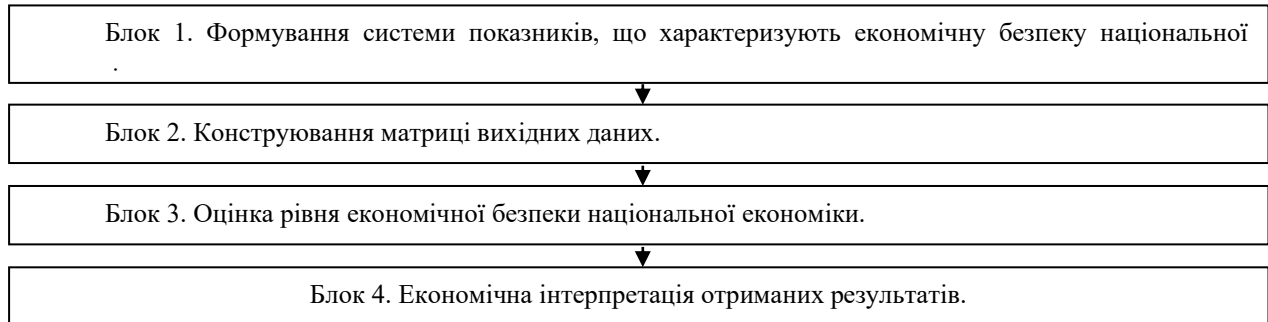 Блок 1. Формування системи показників, що характеризують економічну безпеку національної
.
Блок 2. Конструювання матриці вихідних даних.
Блок 3. Оцінка рівня економічної безпеки національної економіки.
Блок 4. Економічна інтерпретація отриманих результатів.